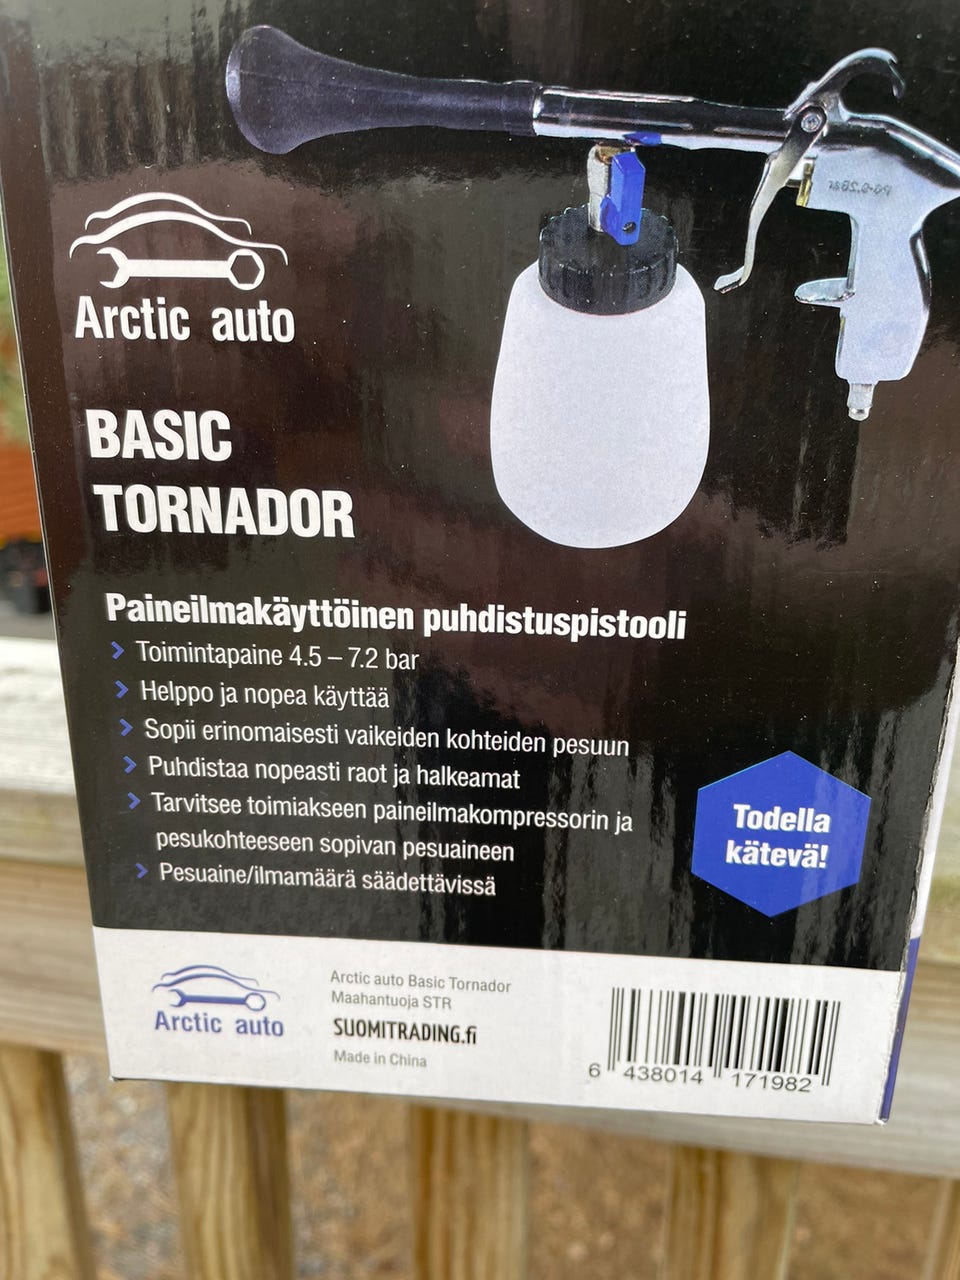 Arctic auto
BASIC
TORNADOR
Paineilmakäyttöinen puhdistuspistooli
Toimintapaine 4.5 – 7.2 bar
Helppo ja nopea käyttää
Sopii erinomaisesti vaikeiden kohteiden pesuun
Puhdistaa nopeasti raot ja halkeamat
Tarvitsee toimiakseen paineilmakompressorin ja
pesukohteeseen sopivan pesuaineen
Pesuaine/ilmamäärä säädettävissä
Todella
kätevä!
Arctic auto
Arctic auto Basic Tornador
Maahantuoja STR
SUOMITRADING.fi
Made in China
6 438014 171982